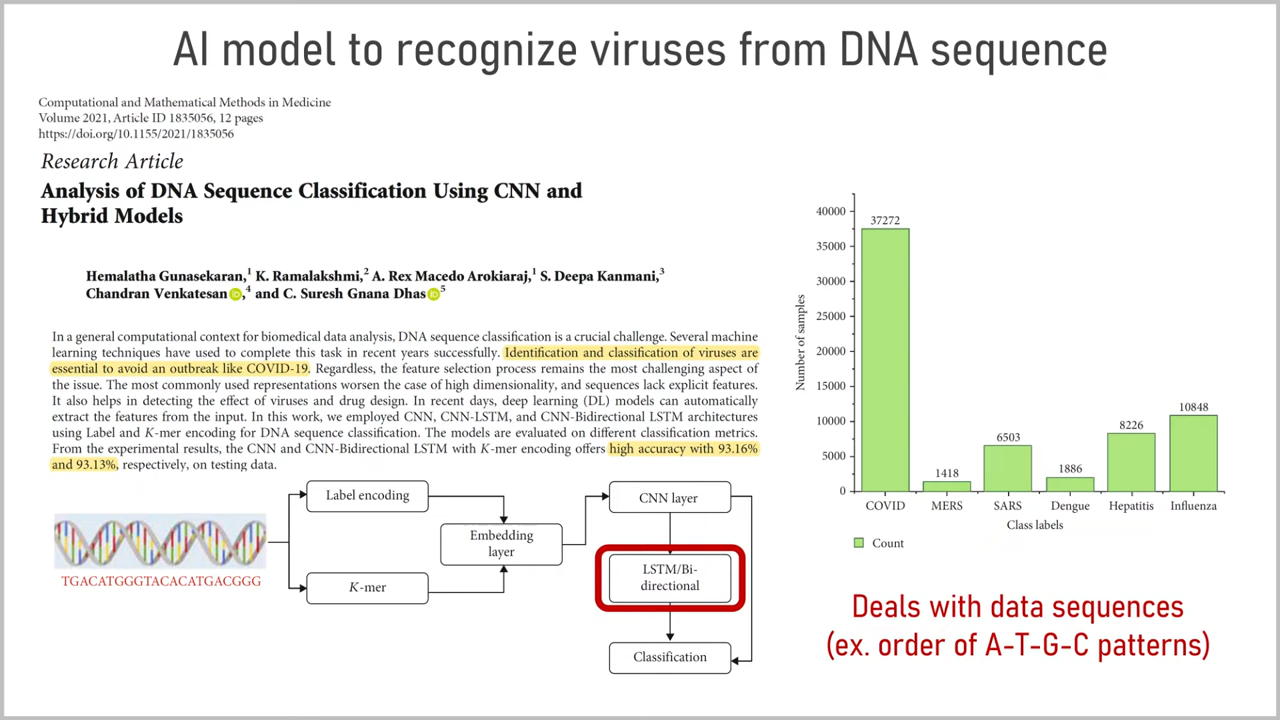 AI model to recognize viruses from DNA sequence
Computational and Mathematical Methods in Medicine
Volume 2021, Article ID 1835056, 12 pages
https://doi.org/10.1155/2021/1835056
Research Article
Analysis of DNA Sequence Classification Using CNN and
Hybrid Models
Hemalatha Gunasekaran,1 K. Ramalakshmi,2 A. Rex Macedo Arokiaraj,1 S. Deepa Kanmani,3
Chandran Venkatesan iD,4 and C. Suresh Gnana Dhas iD5
In a general computational context for biomedical data analysis, DNA sequence classification is a crucial challenge. Several machine
learning techniques have used to complete this task in recent years successfully. Identification and classification of viruses are
essential to avoid an outbreak like COVID-19. Regardless, the feature selection process remains the most challenging aspect of
the issue. The most commonly used representations worsen the case of high dimensionality, and sequences lack explicit features.
It also helps in detecting the effect of viruses and drug design. In recent days, deep learning (DL) models can automatically
extract the features from the input. In this work, we employed CNN, CNN-LSTM, and CNN-Bidirectional LSTM architectures
using Label and K-mer encoding for DNA sequence classification. The models are evaluated on different classification metrics.
From the experimental results, the CNN and CNN-Bidirectional LSTM with K-mer encoding offers high accuracy with 93.16%
and 93.13%, respectively, on testing data.
TGACATGGGTACACATGACGGG
Label encoding
K-mer
Embedding
layer
CNN layer
LSTM/Bi-
directional
Classification
Number of samples
40000
35000
30000
25000
20000
15000
10000
5000
0
37272
1418
6503
1886
8226
10848
COVID
MERS
SARS
Dengue
Hepatitis
Influenza
Class labels
Count
Deals with data sequences
(ex. order of A-T-G-C patterns)